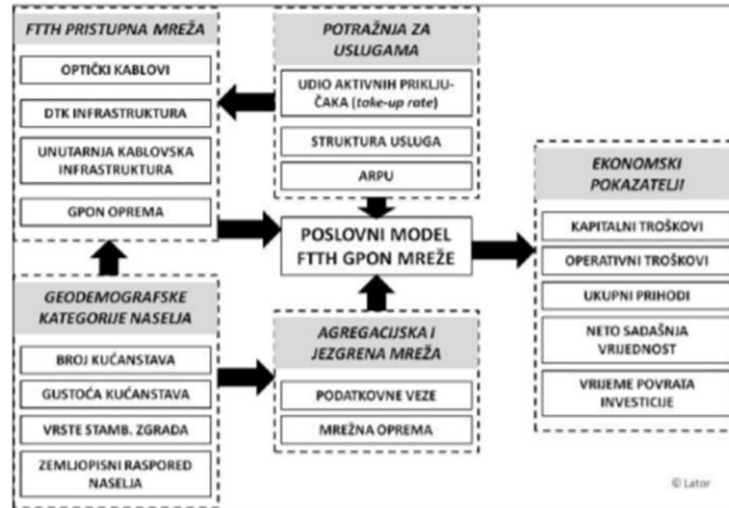 FTTH PRISTUPNA MREŽA
OPTIČKI KABLOVI
DTK INFRASTRUKTURA
UNUTARNJA KABLOVSKA
INFRASTRUKTURA
GPON OPREMA
GEODEMOGRAFSKE
KATEGORIJE NASELJA
BROJ KUĆANSTAVA
GUSTOĆA KUĆANSTAVA
VRSTE STAMB. ZGRADA
ZEMLJOPISNI RASPORED
NASELJA
POTRAŽNJA ZA
USLUGAMA
UDIO AKTIVNIH PRIKLJU-
ČAKA (take-up rate)
STRUKTURA USLUGA
ARPU
POSLOVNI MODEL
FTTH GPON MREŽE
AGREGACIJSKA I
JEZGRENA MREŽA
PODATKOVNE VEZE
MREŽNA OPREMA
EKONOMSKI
POKAZATELJI
KAPITALNI TROŠKOVI
OPERATIVNI TROŠKOVI
UKUPNI PRIHODI
NETO SADAŠNJA
VRIJEDNOST
VRIJEME POVRATA
INVESTICIJE
© Lator